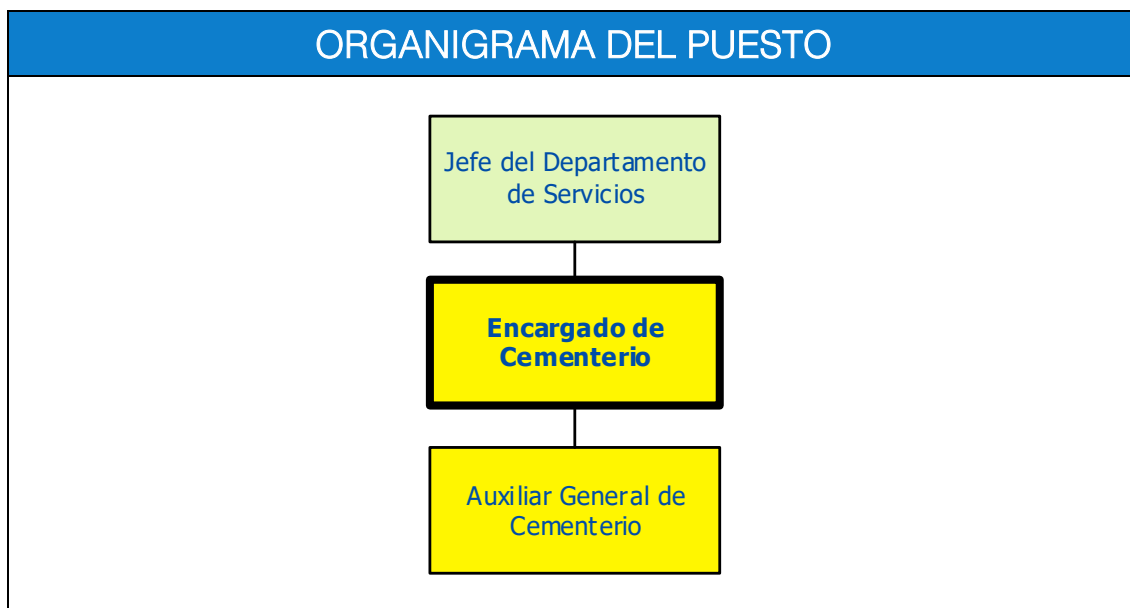 ORGANIGRAMA DEL PUESTO
Jefe del Departamento
de Servicios
Encargado de
Cementerio
Auxiliar General de
Cementerio